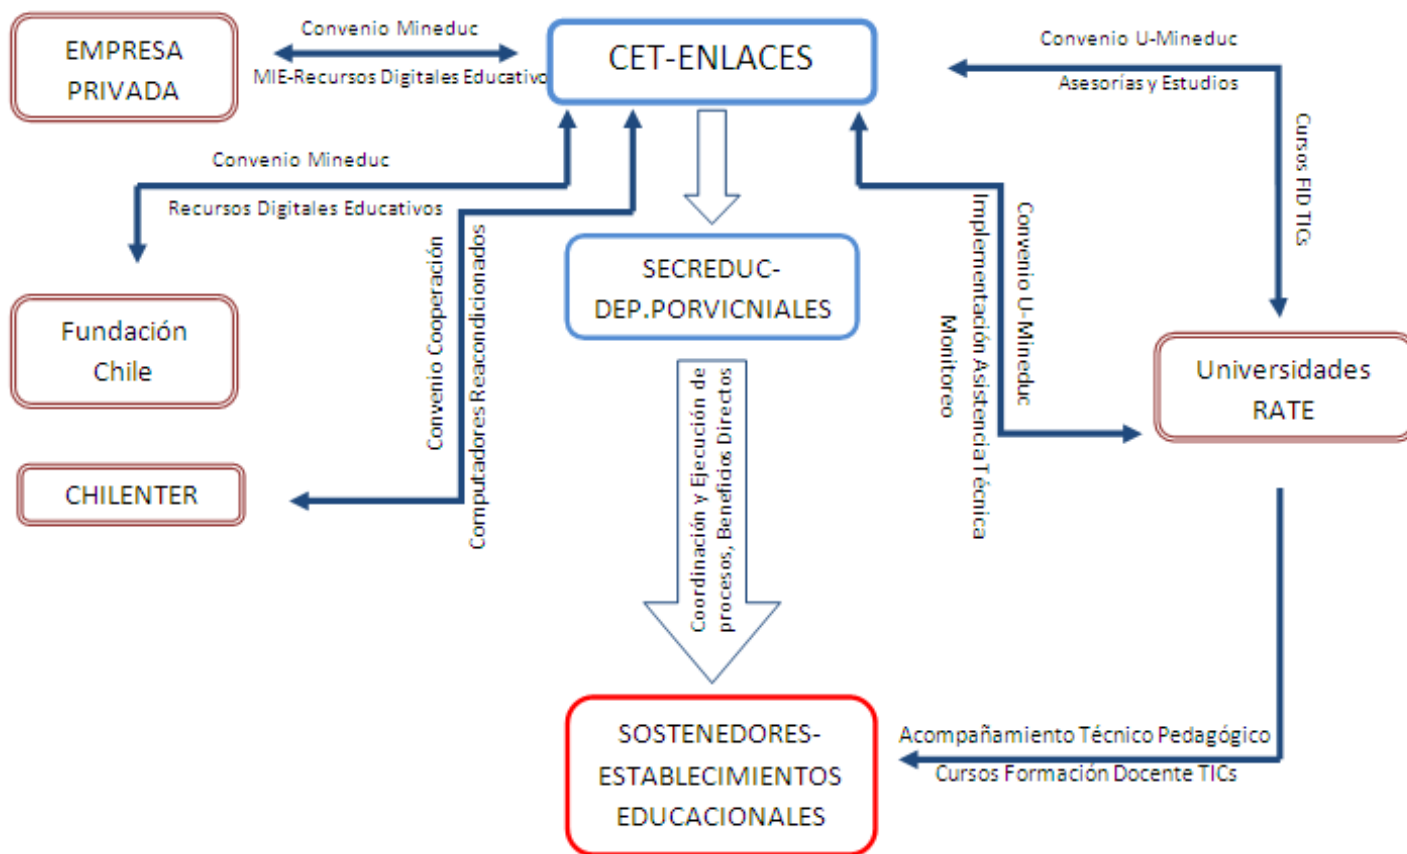 EMPRESA
PRIVADA
Convenio Mineduc
MIE-Recursos Digitales Educativo
CET-ENLACES
Convenio U-Mineduc
Asesorías y Estudios
Cursos FID TIGs
Convenio Mineduc
Recursos Digitales Educativos
Convenio Cooperación
Computadores Reacondicionados
SECREDUC-
DEP.PORVICNIALES
Convenio U-Mineduc
Implementación Asistencia Técnica
Monitoreo
Fundación
Chile
Universidades
RATE
CHILENTER
Coordinación y Ejecución de
procesos, Beneficios Directos
SOSTENEDORES-
ESTABLECIMIENTOS
EDUCACIONALES
Acompañamiento Técnico Pedagógico
Cursos Formación Docente TICs